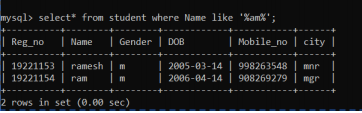 mysql> select* from student where Name like '%am%';
+----------+--------+--------+------------+-----------+------+
| Reg_no | Name | Gender | DOB | Mobile_no | city |
+----------+--------+--------+------------+-----------+------+
| 19221153 | ramesh | m | 2005-03-14 | 998263548 | mnr |
| 19221154 | ram | m | 2006-04-14 | 908269279 | mgr |
+----------+--------+--------+------------+-----------+------+
2 rows in set (0.00 sec)